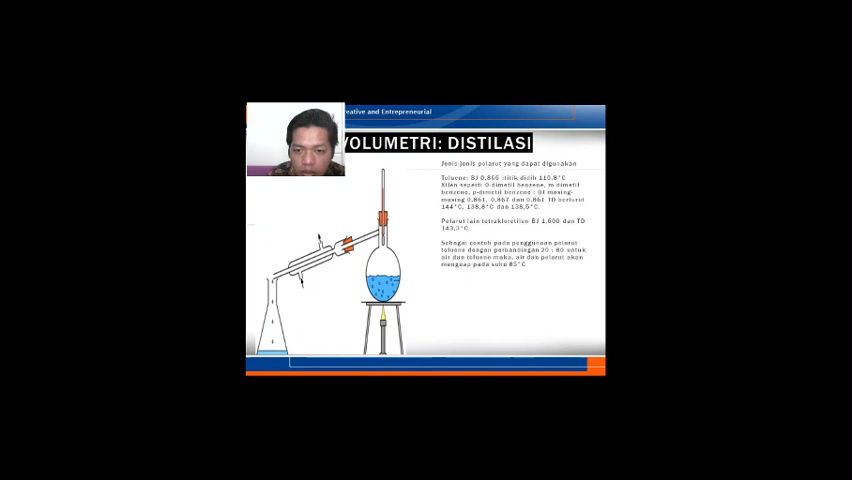 reative and Entrepreneurial
VOLUMETRI: DISTILASI
Jenis-jenis pelarut yang dapat digunakan
Toluene: BJ 0,866 :titik didih 110,8°C
Xilen seperti O dimetil benzene, m dimetil
benzene, p-dimetil benzene : BJ masing-
masing 0,861, 0,867 dan 0,861 TD berturut
144°C, 138,8°C dan 138,5°C.
Pelarut lain tetrakloretilen BJ 1,600 dan TD
143,3°C
Sebagai contoh pada penggunaan pelarut
toluene dengan perbandingan 20 : 80 untuk
air dan toluene maka, air dan pelarut akan
menguap pada suhu 85°C